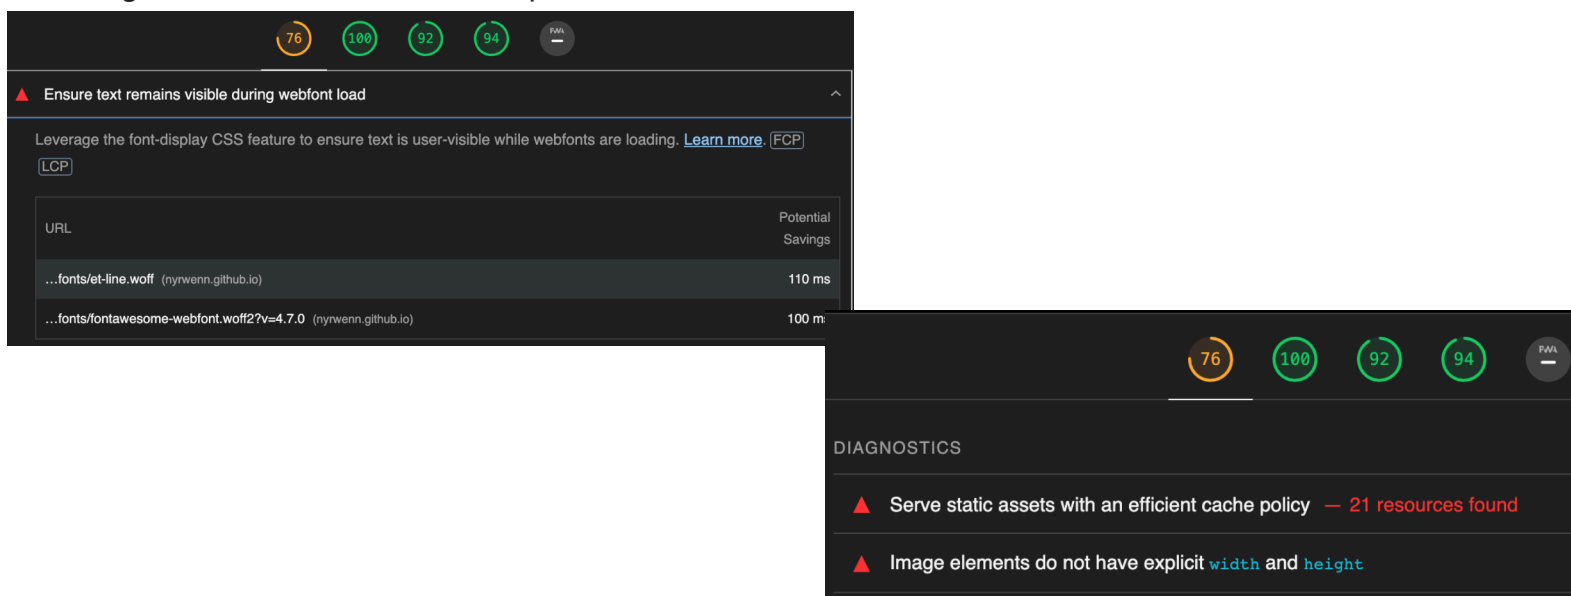 76 100 92 94 PWA
Ensure text remains visible during webfont load
Leverage the font-display CSS feature to ensure text is user-visible while webfonts are loading. Learn more. FCP
LCP
URL
Potential
Savings
…fonts/et-line.woff (nyrwenn.github.io) 110 ms
…fonts/fontawesome-webfont.woff2?v=4.7.0 (nyrwenn.github.io) 100 m
76 100 92 94 PWA
DIAGNOSTICS
Serve static assets with an efficient cache policy — 21 resources found
Image elements do not have explicit width and height